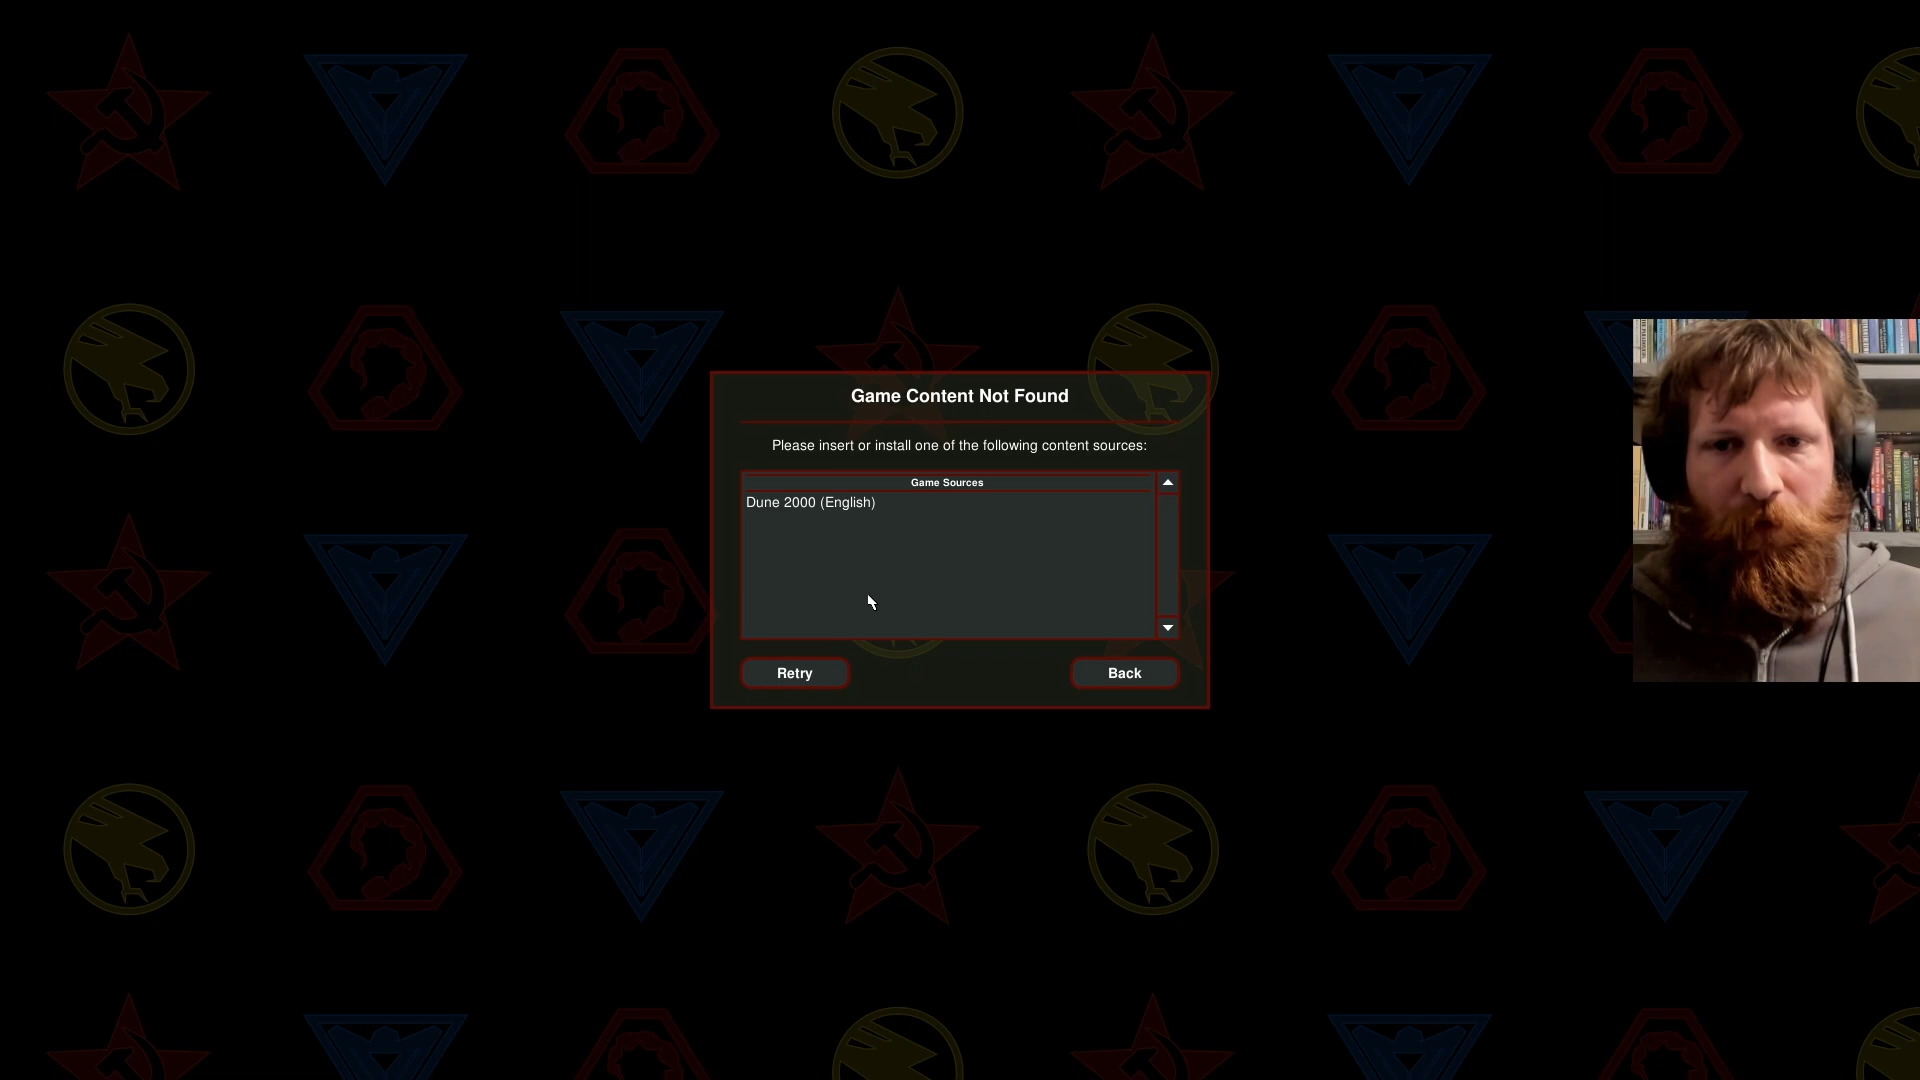 Game Content Not Found
Please insert or install one of the following content sources:
Game Sources
Dune 2000 (English)
Retry
Back